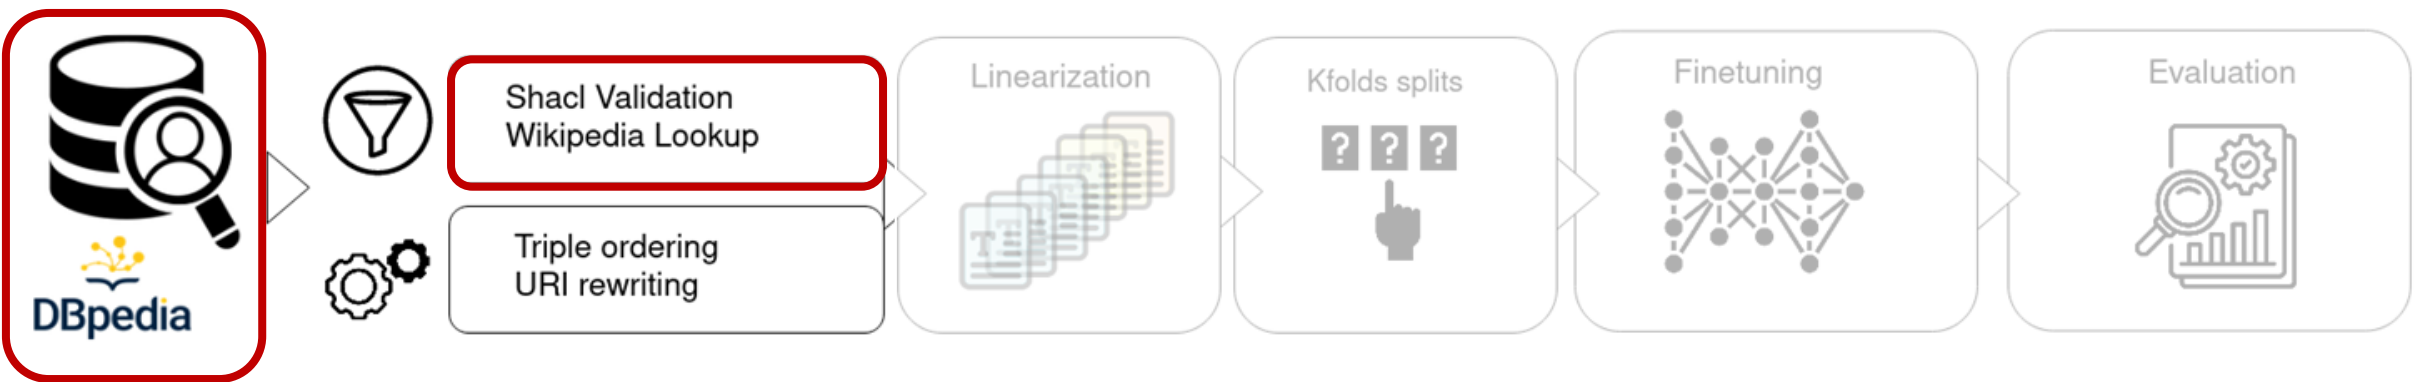 DBpedia
Shacl Validation
Wikipedia Lookup
Triple ordering
URI rewriting
Linearization
T T T T T T
Kfolds splits
? ? ?
Finetuning
Evaluation